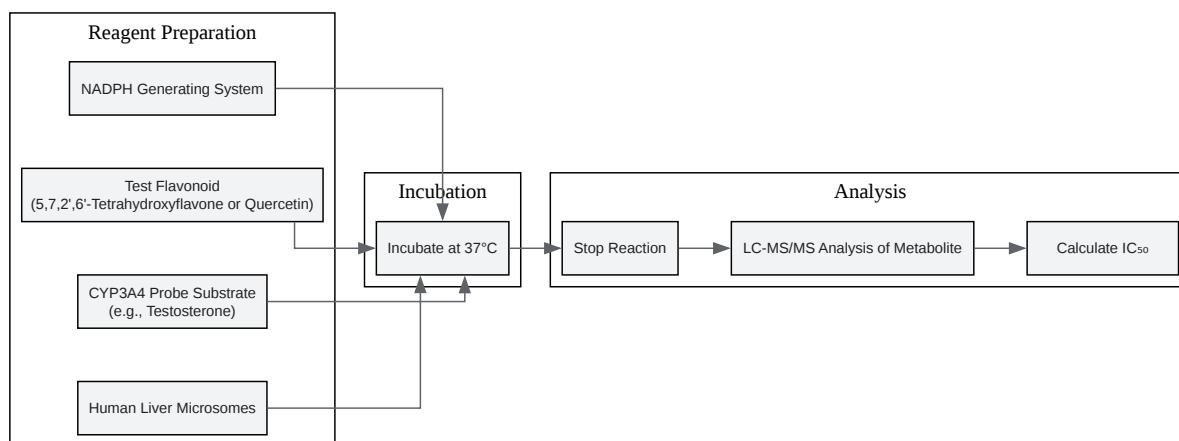 Reagent Preparation
NADPH Generating System
Test Flavonoid
(5,7,2',6'-Tetrahydroxyflavone or Quercetin)
CYP3A4 Probe Substrate
(e.g., Testosterone)
Human Liver Microsomes
Incubation
Incubate at 37°C
Analysis
Stop Reaction
LC-MS/MS Analysis of Metabolite
Calculate IC₅₀